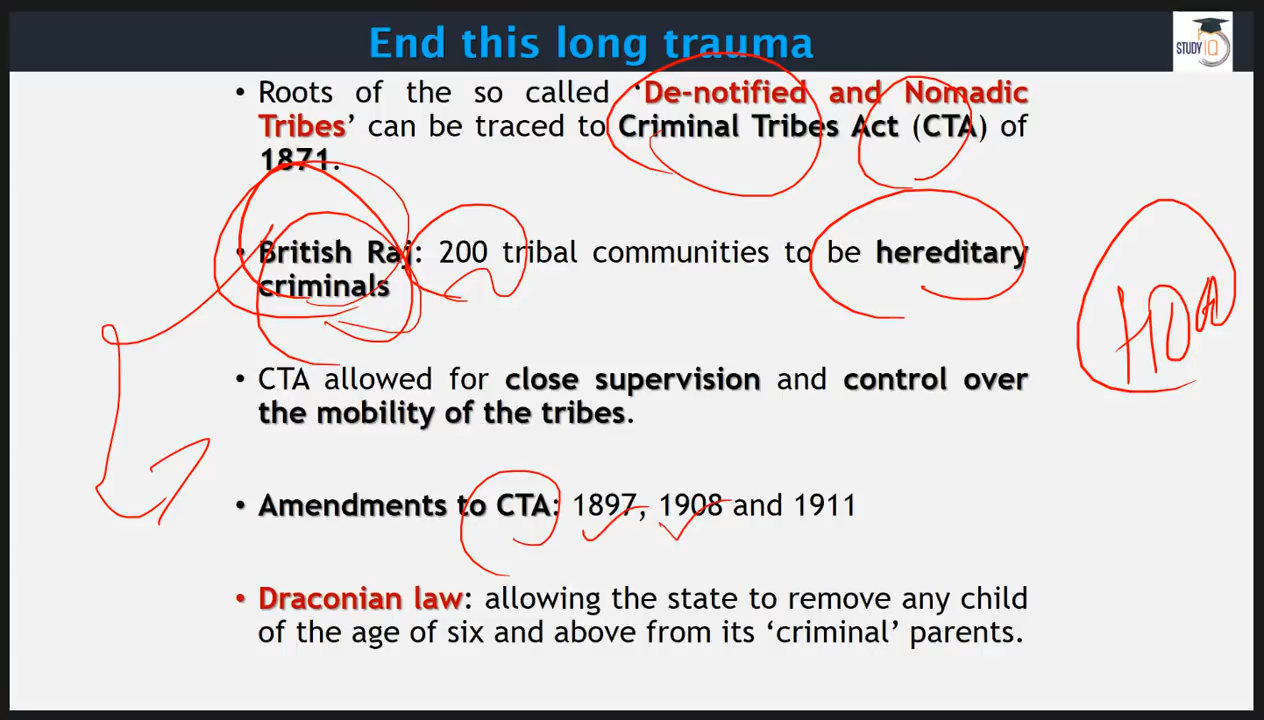 End this long trauma
STUDY IQ
• Roots of the so called ‘De-notified and Nomadic
Tribes’ can be traced to Criminal Tribes Act (CTA) of
1871.
• British Raj: 200 tribal communities to be hereditary
criminals
• CTA allowed for close supervision and control over
the mobility of the tribes.
• Amendments to CTA: 1897, 1908 and 1911
• Draconian law: allowing the state to remove any child
of the age of six and above from its ‘criminal’ parents.